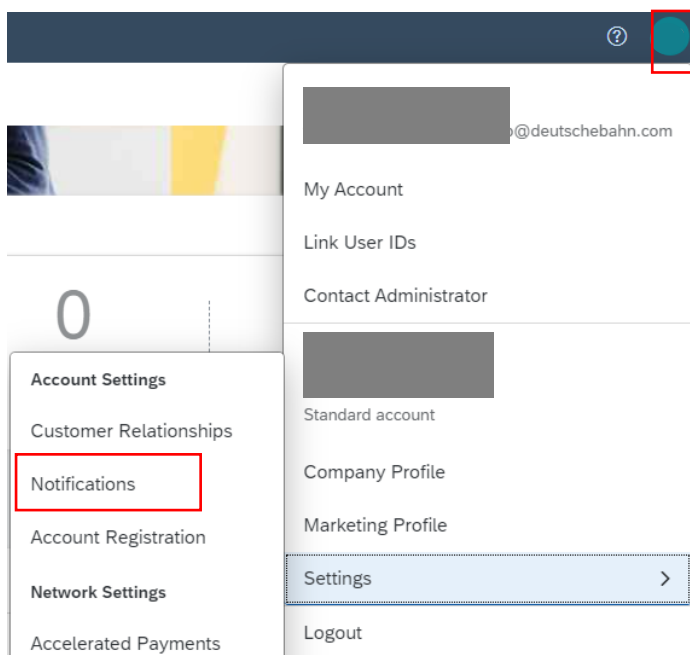 @deutschebahn.com
My Account
Link User IDs
Contact Administrator
0
Standard account
Company Profile
Marketing Profile
Settings
Logout
Account Settings
Customer Relationships
Notifications
Account Registration
Network Settings
Accelerated Payments